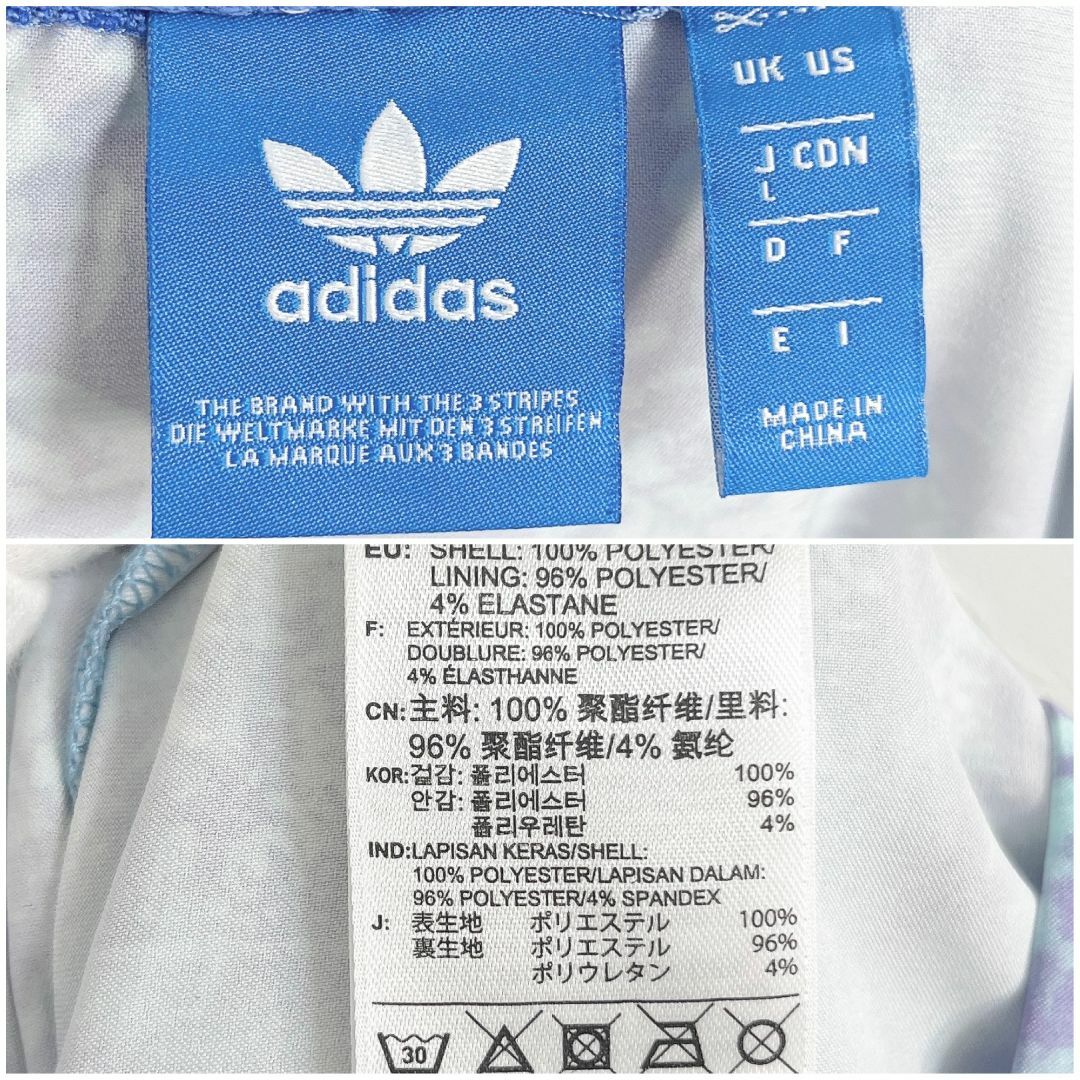 adidas
THE BRAND WITH THE 3 STRIPES
DIE WELTMARKE MIT DEN 3 STREIFEN
LA MARQUE AUX 3 BANDES
UK US
J CDN
L
D F
E I
MADE IN
CHINA
EU: SHELL: 100% POLYESTER/
LINING: 96% POLYESTER/
4% ELASTANE
F: EXTÉRIEUR: 100% POLYESTER/
DOUBLURE: 96% POLYESTER/
4% ÉLASTHANNE
CN: 主料: 100% 聚酯纤维/里料:
96% 聚酯纤维/4% 氨纶
KOR: 겉감: 폴리에스터 100%
안감: 폴리에스터 96%
폴리우레탄 4%
IND: LAPISAN KERAS/SHELL:
100% POLYESTER/LAPISAN DALAM:
96% POLYESTER/4% SPANDEX
J: 表生地 ポリエステル 100%
裏生地 ポリエステル 96%
ポリウレタン 4%
30